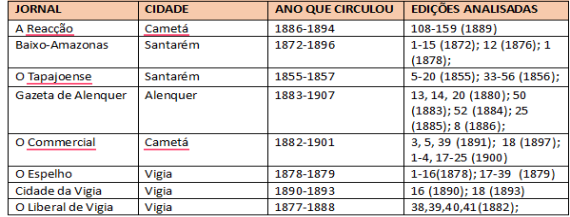 JORNAL CIDADE ANO QUE CIRCULOU EDIÇÕES ANALISADAS
A Reacção Cametá 1886-1894 108-159 (1889)
Baixo-Amazonas Santarém 1872-1896 1-15 (1872); 12 (1876); 1
(1878);
O Tapajoense Santarém 1855-1857 5-20 (1855); 33-56 (1856);
Gazeta de Alenquer Alenquer 1883-1907 13, 14, 20 (1880); 50
(1883); 52 (1884); 25
(1885); 8 (1886);
O Commercial Cametá 1882-1901 3, 5, 39 (1891); 18 (1897);
1-4, 17-25 (1900)
O Espelho Vigia 1878-1879 1-16(1878); 17-39 (1879)
Cidade da Vigia Vigia 1890-1893 16 (1890); 18 (1893)
O Liberal de Vigia Vigia 1877-1888 38,39,40,41(1882);